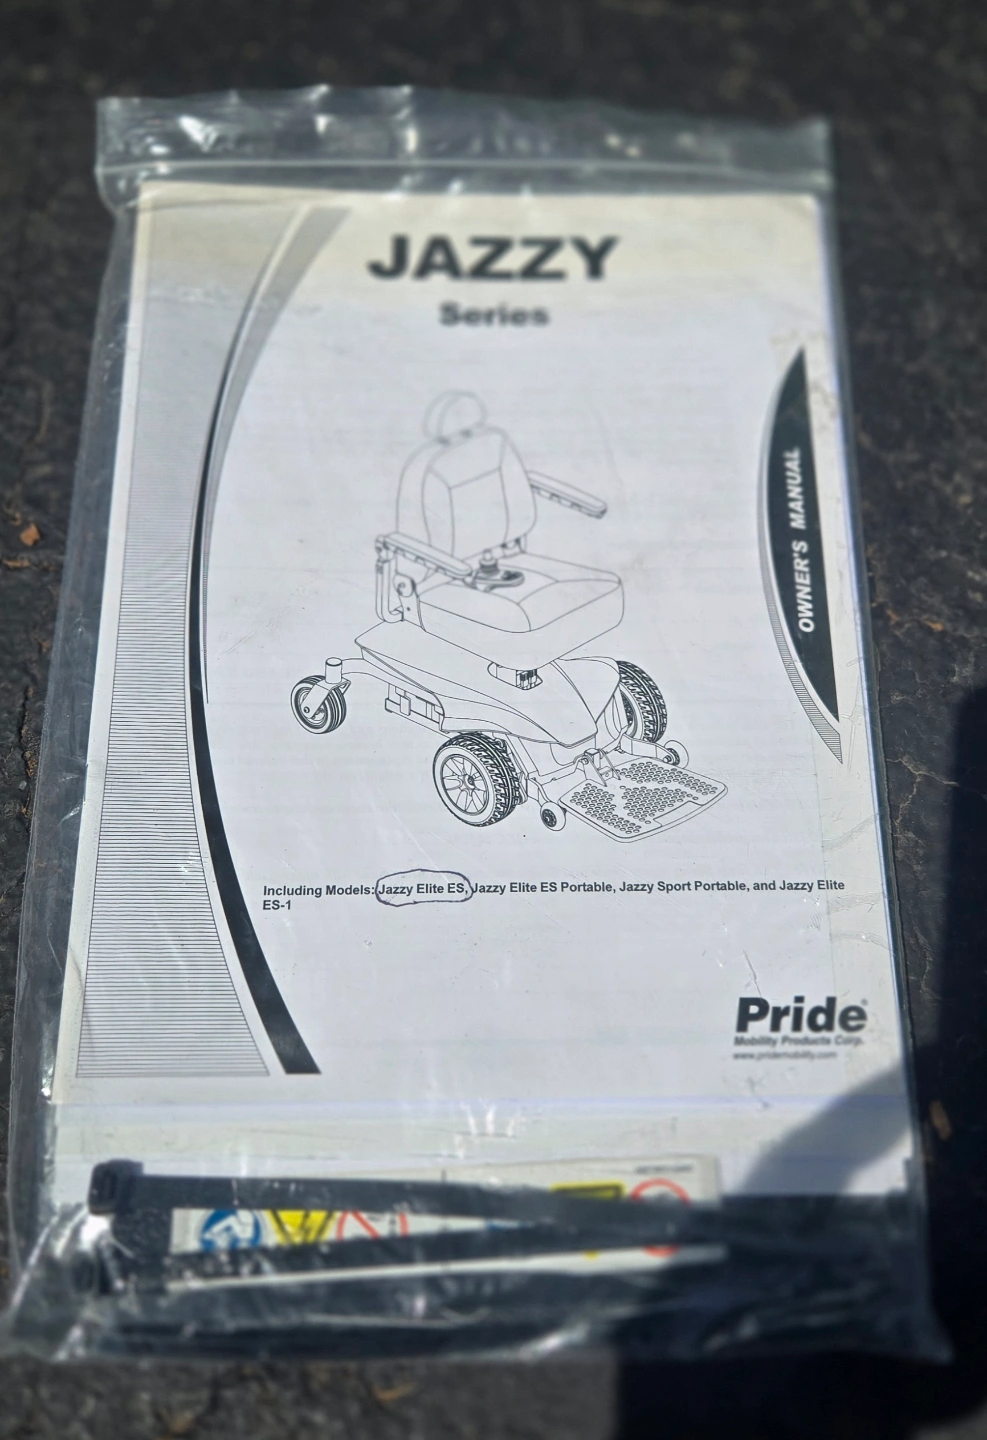 JAZZY
Series
OWNER'S MANUAL
Including Models: Jazzy Elite ES, Jazzy Elite ES Portable, Jazzy Sport Portable, and Jazzy Elite
ES-1
Pride®
Mobility Products Corp.
www.pridemobility.com